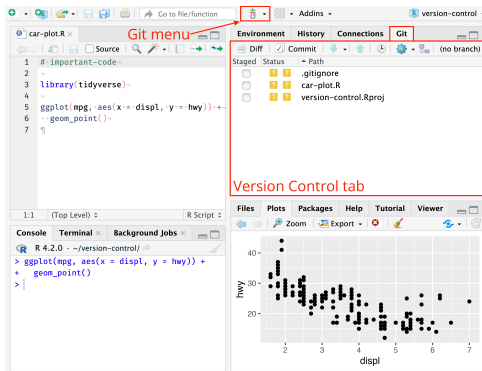 Go to file/function
Addins
version-control
Git menu
car-plot.R
Source
1 # important-code
2
3 library(tidyverse)
4
5 ggplot(mpg, aes(x = displ, y = hwy)) +
6 geom_point()
7
1:1 (Top Level) R Script
Environment History Connections Git
Diff Commit (no branch)
Staged Status Path
? ? .gitignore
? ? car-plot.R
? ? version-control.Rproj
Version Control tab
Console Terminal Background Jobs
R 4.2.0 · ~/version-control/
> ggplot(mpg, aes(x = displ, y = hwy)) +
+ geom_point()
>
Files Plots Packages Help Tutorial Viewer
Zoom Export
40
30
20
hwy
2 3 4 5 6 7
displ